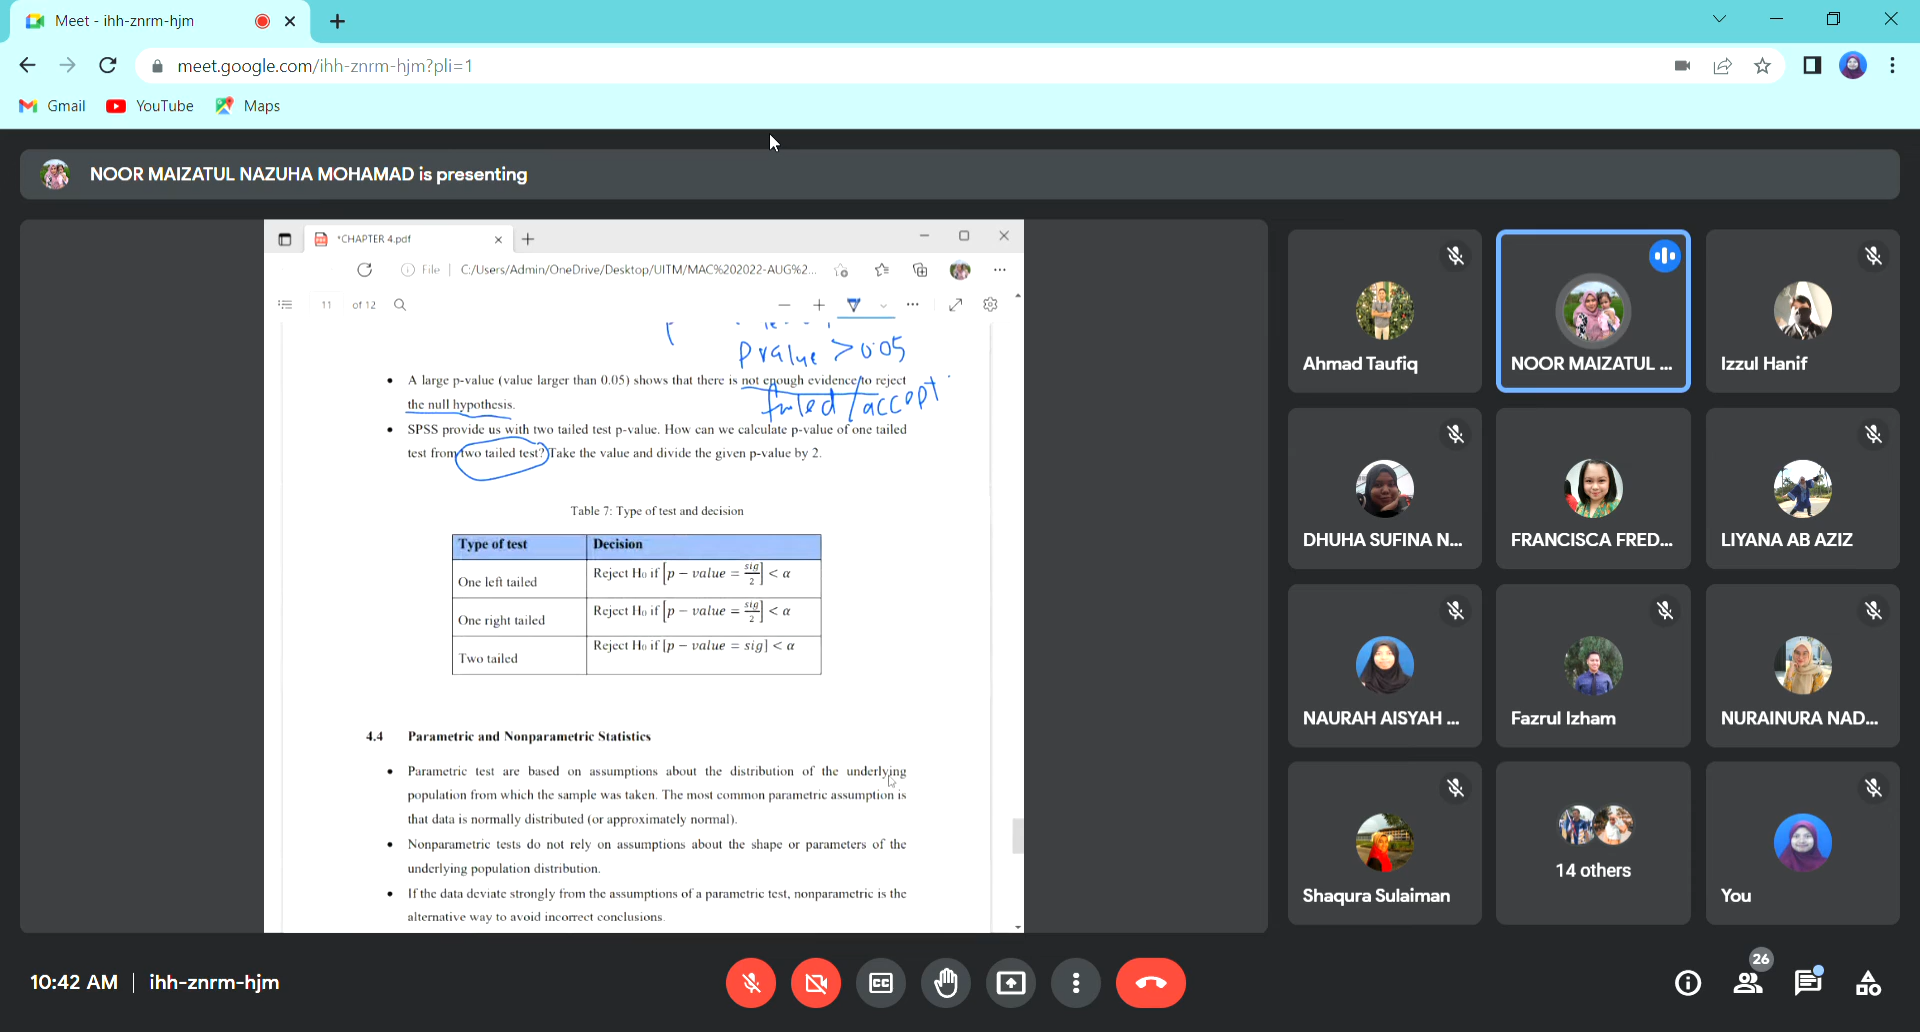 Meet - ihh-znrm-hjm
meet.google.com/ihh-znrm-hjm?pli=1
Gmail
YouTube
Maps
NOOR MAIZATUL NAZUHA MOHAMAD is presenting
*CHAPTER 4.pdf
File
C:/Users/Admin/OneDrive/Desktop/UITM/MAC%202022-AUG%2...
11 of 12
p value > 0.05
• A large p-value (value larger than 0.05) shows that there is not enough evidence to reject
the null hypothesis.
failed/accept
• SPSS provide us with two tailed test p-value. How can we calculate p-value of one tailed
test from two tailed test? Take the value and divide the given p-value by 2.
Table 7: Type of test and decision
Type of test Decision
One left tailed Reject H₀ if [p − value = sig/2] < α
One right tailed Reject H₀ if [p − value = sig/2] < α
Two tailed Reject H₀ if [p − value = sig] < α
4.4 Parametric and Nonparametric Statistics
• Parametric test are based on assumptions about the distribution of the underlying
population from which the sample was taken. The most common parametric assumption is
that data is normally distributed (or approximately normal).
• Nonparametric tests do not rely on assumptions about the shape or parameters of the
underlying population distribution.
• If the data deviate strongly from the assumptions of a parametric test, nonparametric is the
alternative way to avoid incorrect conclusions.
Ahmad Taufiq
NOOR MAIZATUL ...
Izzul Hanif
DHUHA SUFINA N...
FRANCISCA FRED...
LIYANA AB AZIZ
NAURAH AISYAH ...
Fazrul Izham
NURAINURA NAD...
Shaqura Sulaiman
14 others
You
10:42 AM | ihh-znrm-hjm
CC
26